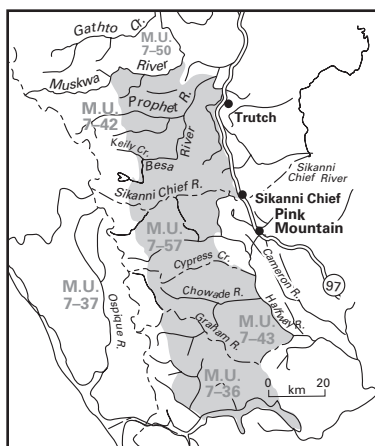 Gathto Cr.
M.U.
7–50
Muskwa River
M.U.
7–42
Prophet R.
Trutch
Keily Cr.
Besa River
Sikanni
Chief
River
Sikanni Chief R.
Sikanni Chief
Pink
Mountain
M.U.
7–57
Cypress Cr.
Cameron R.
M.U.
7–37
Ospique R.
Chowade R.
Halfway R.
97
Graham R.
M.U.
7–43
M.U.
7–36
0 20
km